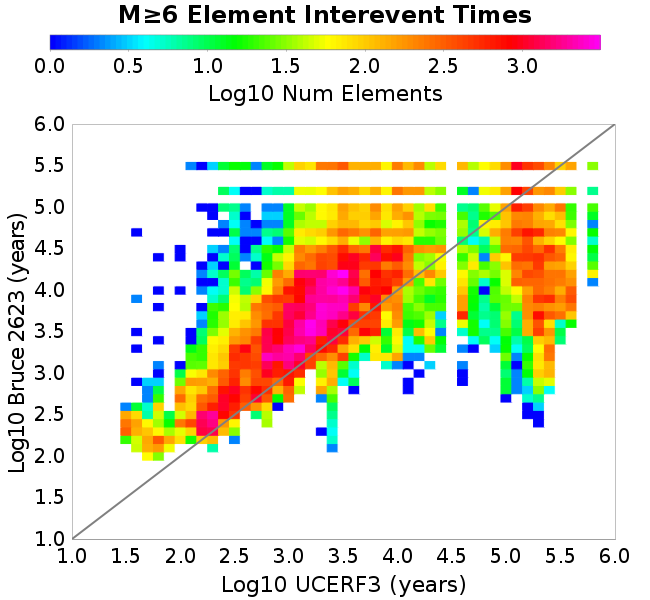 M≥6 Element Interevent Times
0.0 0.5 1.0 1.5 2.0 2.5 3.0
Log10 Num Elements
6.0
5.5
5.0
4.5
4.0
3.5
3.0
2.5
2.0
1.5
1.0
Log10 Bruce 2623 (years)
1.0 1.5 2.0 2.5 3.0 3.5 4.0 4.5 5.0 5.5 6.0
Log10 UCERF3 (years)